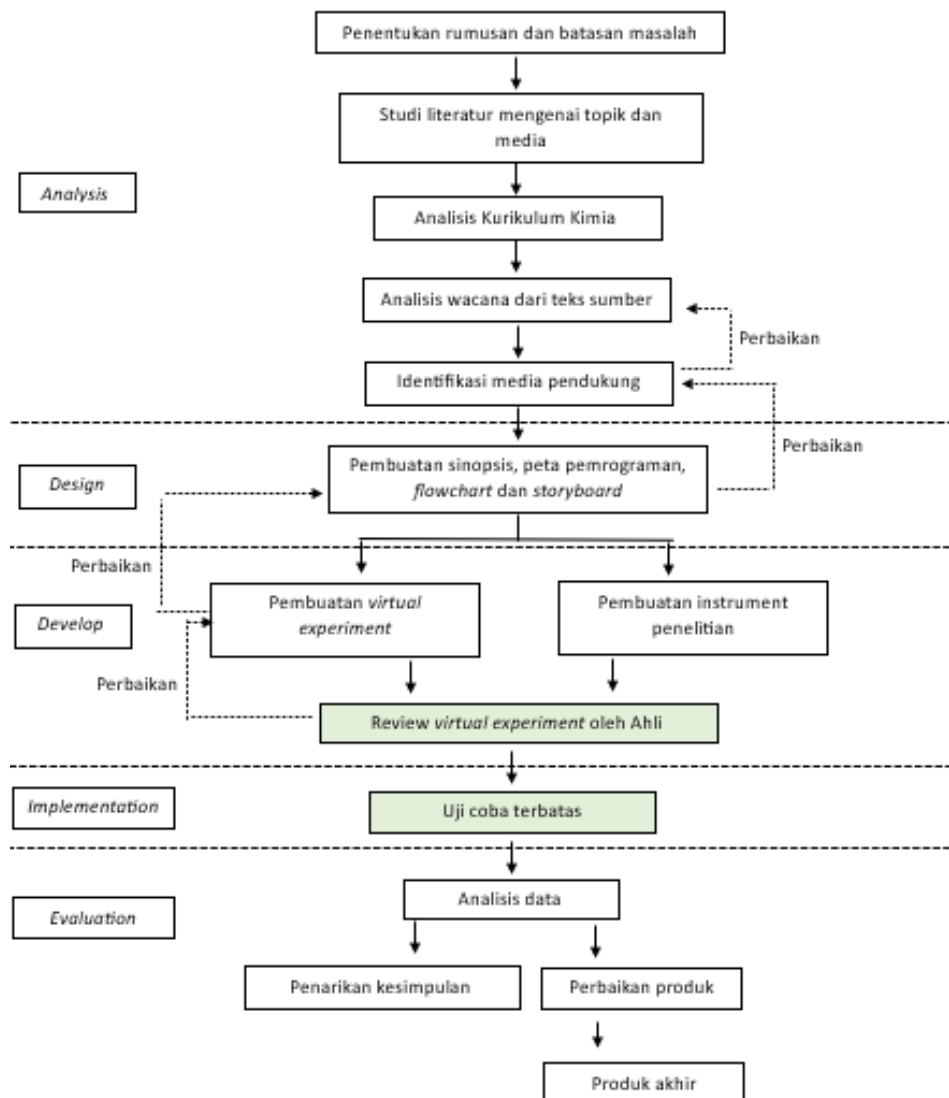 Penentukan rumusan dan batasan masalah
Studi literatur mengenai topik dan
media
Analysis
Analisis Kurikulum Kimia
Analisis wacana dari teks sumber
Perbaikan
Identifikasi media pendukung
Perbaikan
Pembuatan sinopsis, peta pemrograman,
flowchart dan storyboard
Design
Perbaikan
Pembuatan virtual
experiment
Pembuatan instrument
penelitian
Develop
Perbaikan
Review virtual experiment oleh Ahli
Implementation
Uji coba terbatas
Analisis data
Evaluation
Penarikan kesimpulan
Perbaikan produk
Produk akhir